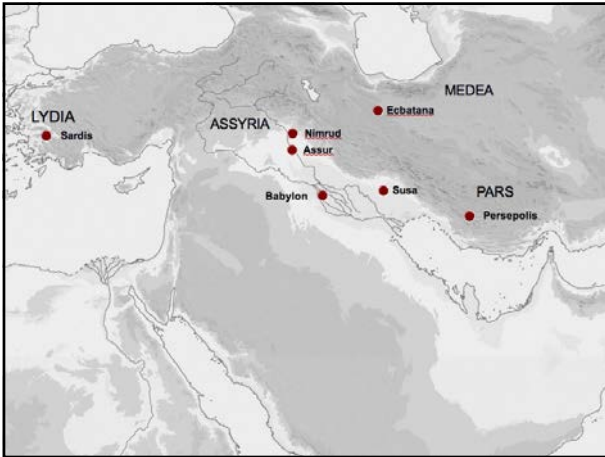 MEDEA
Ecbatana
LYDIA
Sardis
ASSYRIA
Nimrud
Assur
Babylon
Susa
PARS
Persepolis